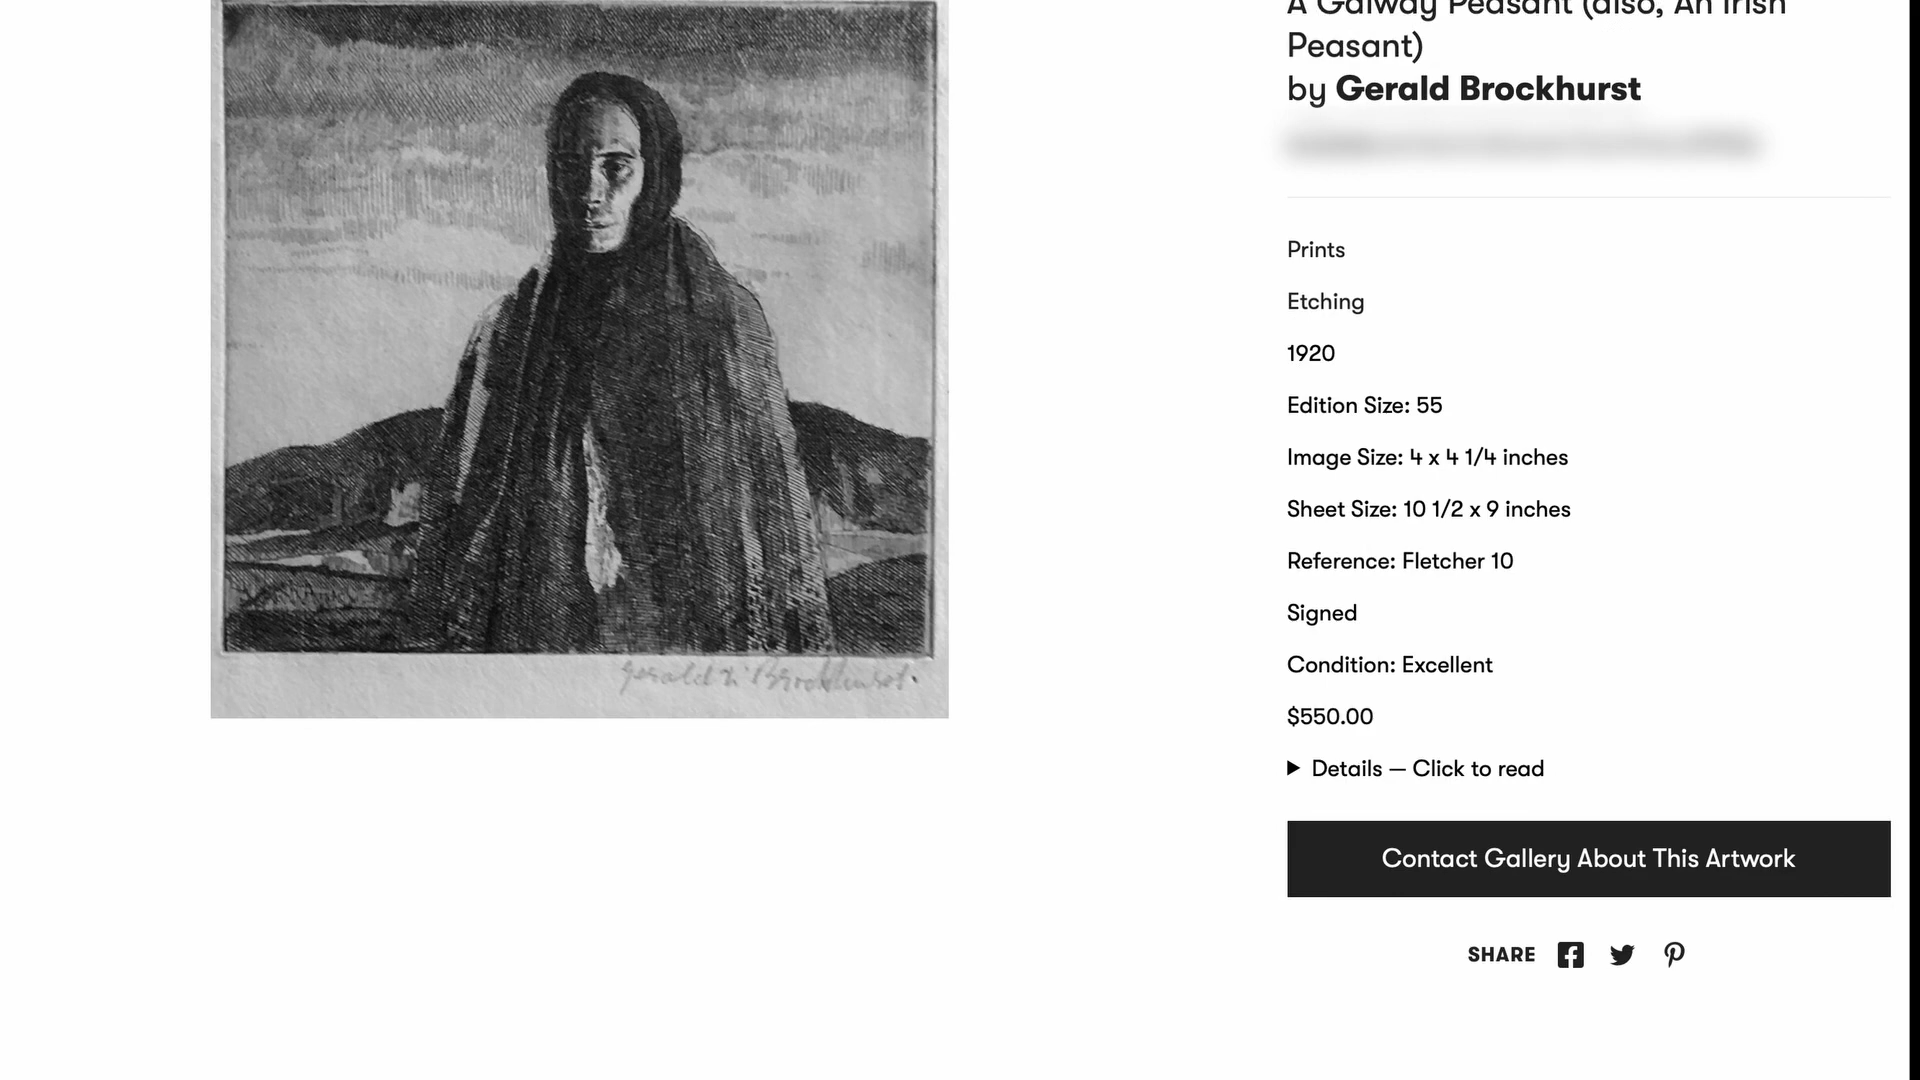 A Galway Peasant (also, An Irish
Peasant)
by Gerald Brockhurst
Prints
Etching
1920
Edition Size: 55
Image Size: 4 x 4 1/4 inches
Sheet Size: 10 1/2 x 9 inches
Reference: Fletcher 10
Signed
Condition: Excellent
$550.00
Details — Click to read
Contact Gallery About This Artwork
SHARE